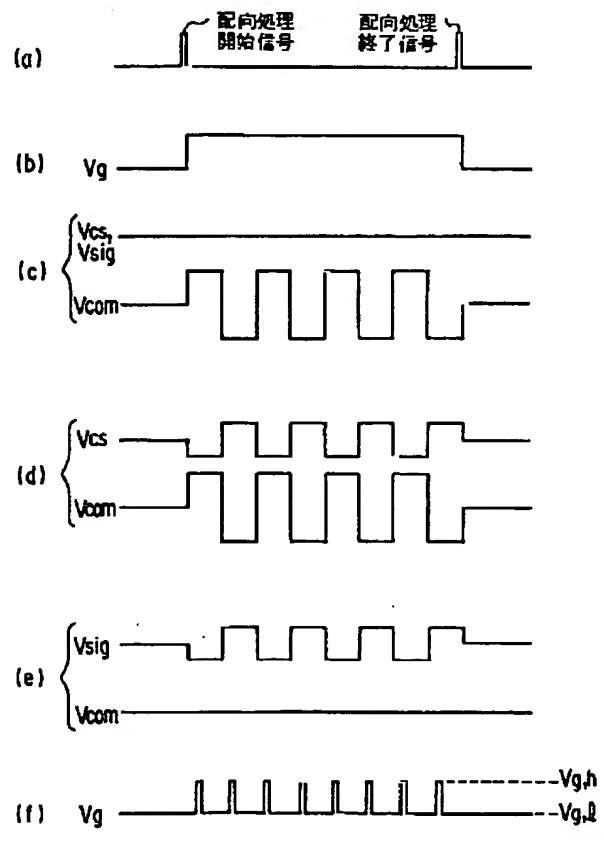 配向処理 配向処理
開始信号 終了信号
(a)
(b) Vg
Vcs,
Vsig
(c)
Vcom
Vcs
(d)
Vcom
Vsig
(e)
Vcom
Vg,h
(f) Vg
Vg,l